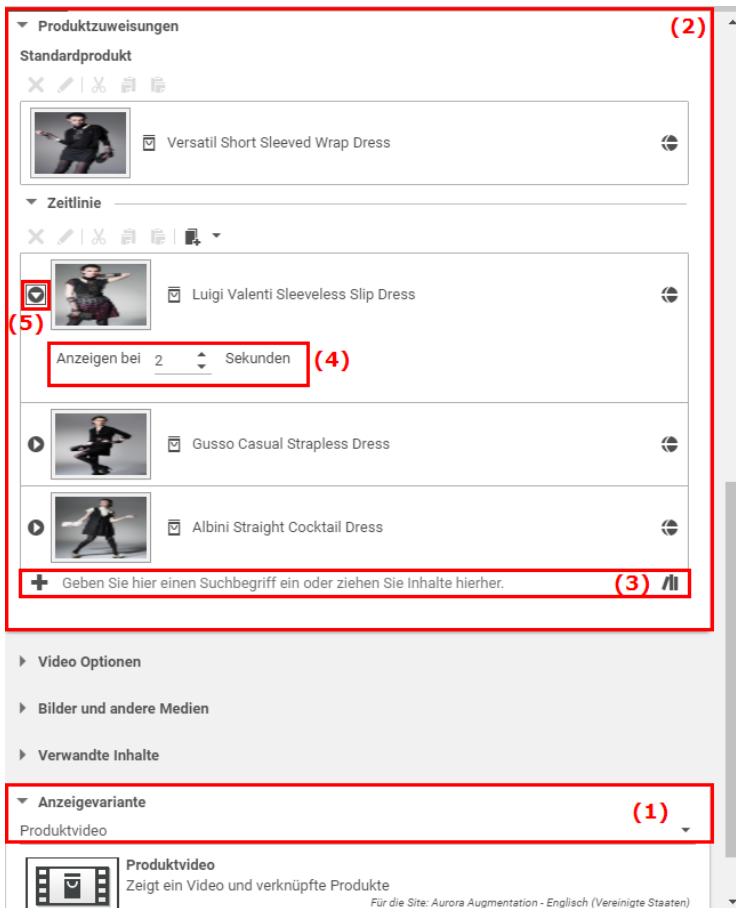 Produktzuweisungen (2)
Standardprodukt
Versatil Short Sleeved Wrap Dress
Zeitlinie
Luigi Valenti Sleeveless Slip Dress
(5)
Anzeigen bei 2 Sekunden (4)
Gusso Casual Strapless Dress
Albini Straight Cocktail Dress
Geben Sie hier einen Suchbegriff ein oder ziehen Sie Inhalte hierher. (3)
Video Optionen
Bilder und andere Medien
Verwandte Inhalte
Anzeigevariante (1)
Produktvideo
Produktvideo
Zeigt ein Video und verknüpfte Produkte
Für die Site: Aurora Augmentation - Englisch (Vereinigte Staaten)